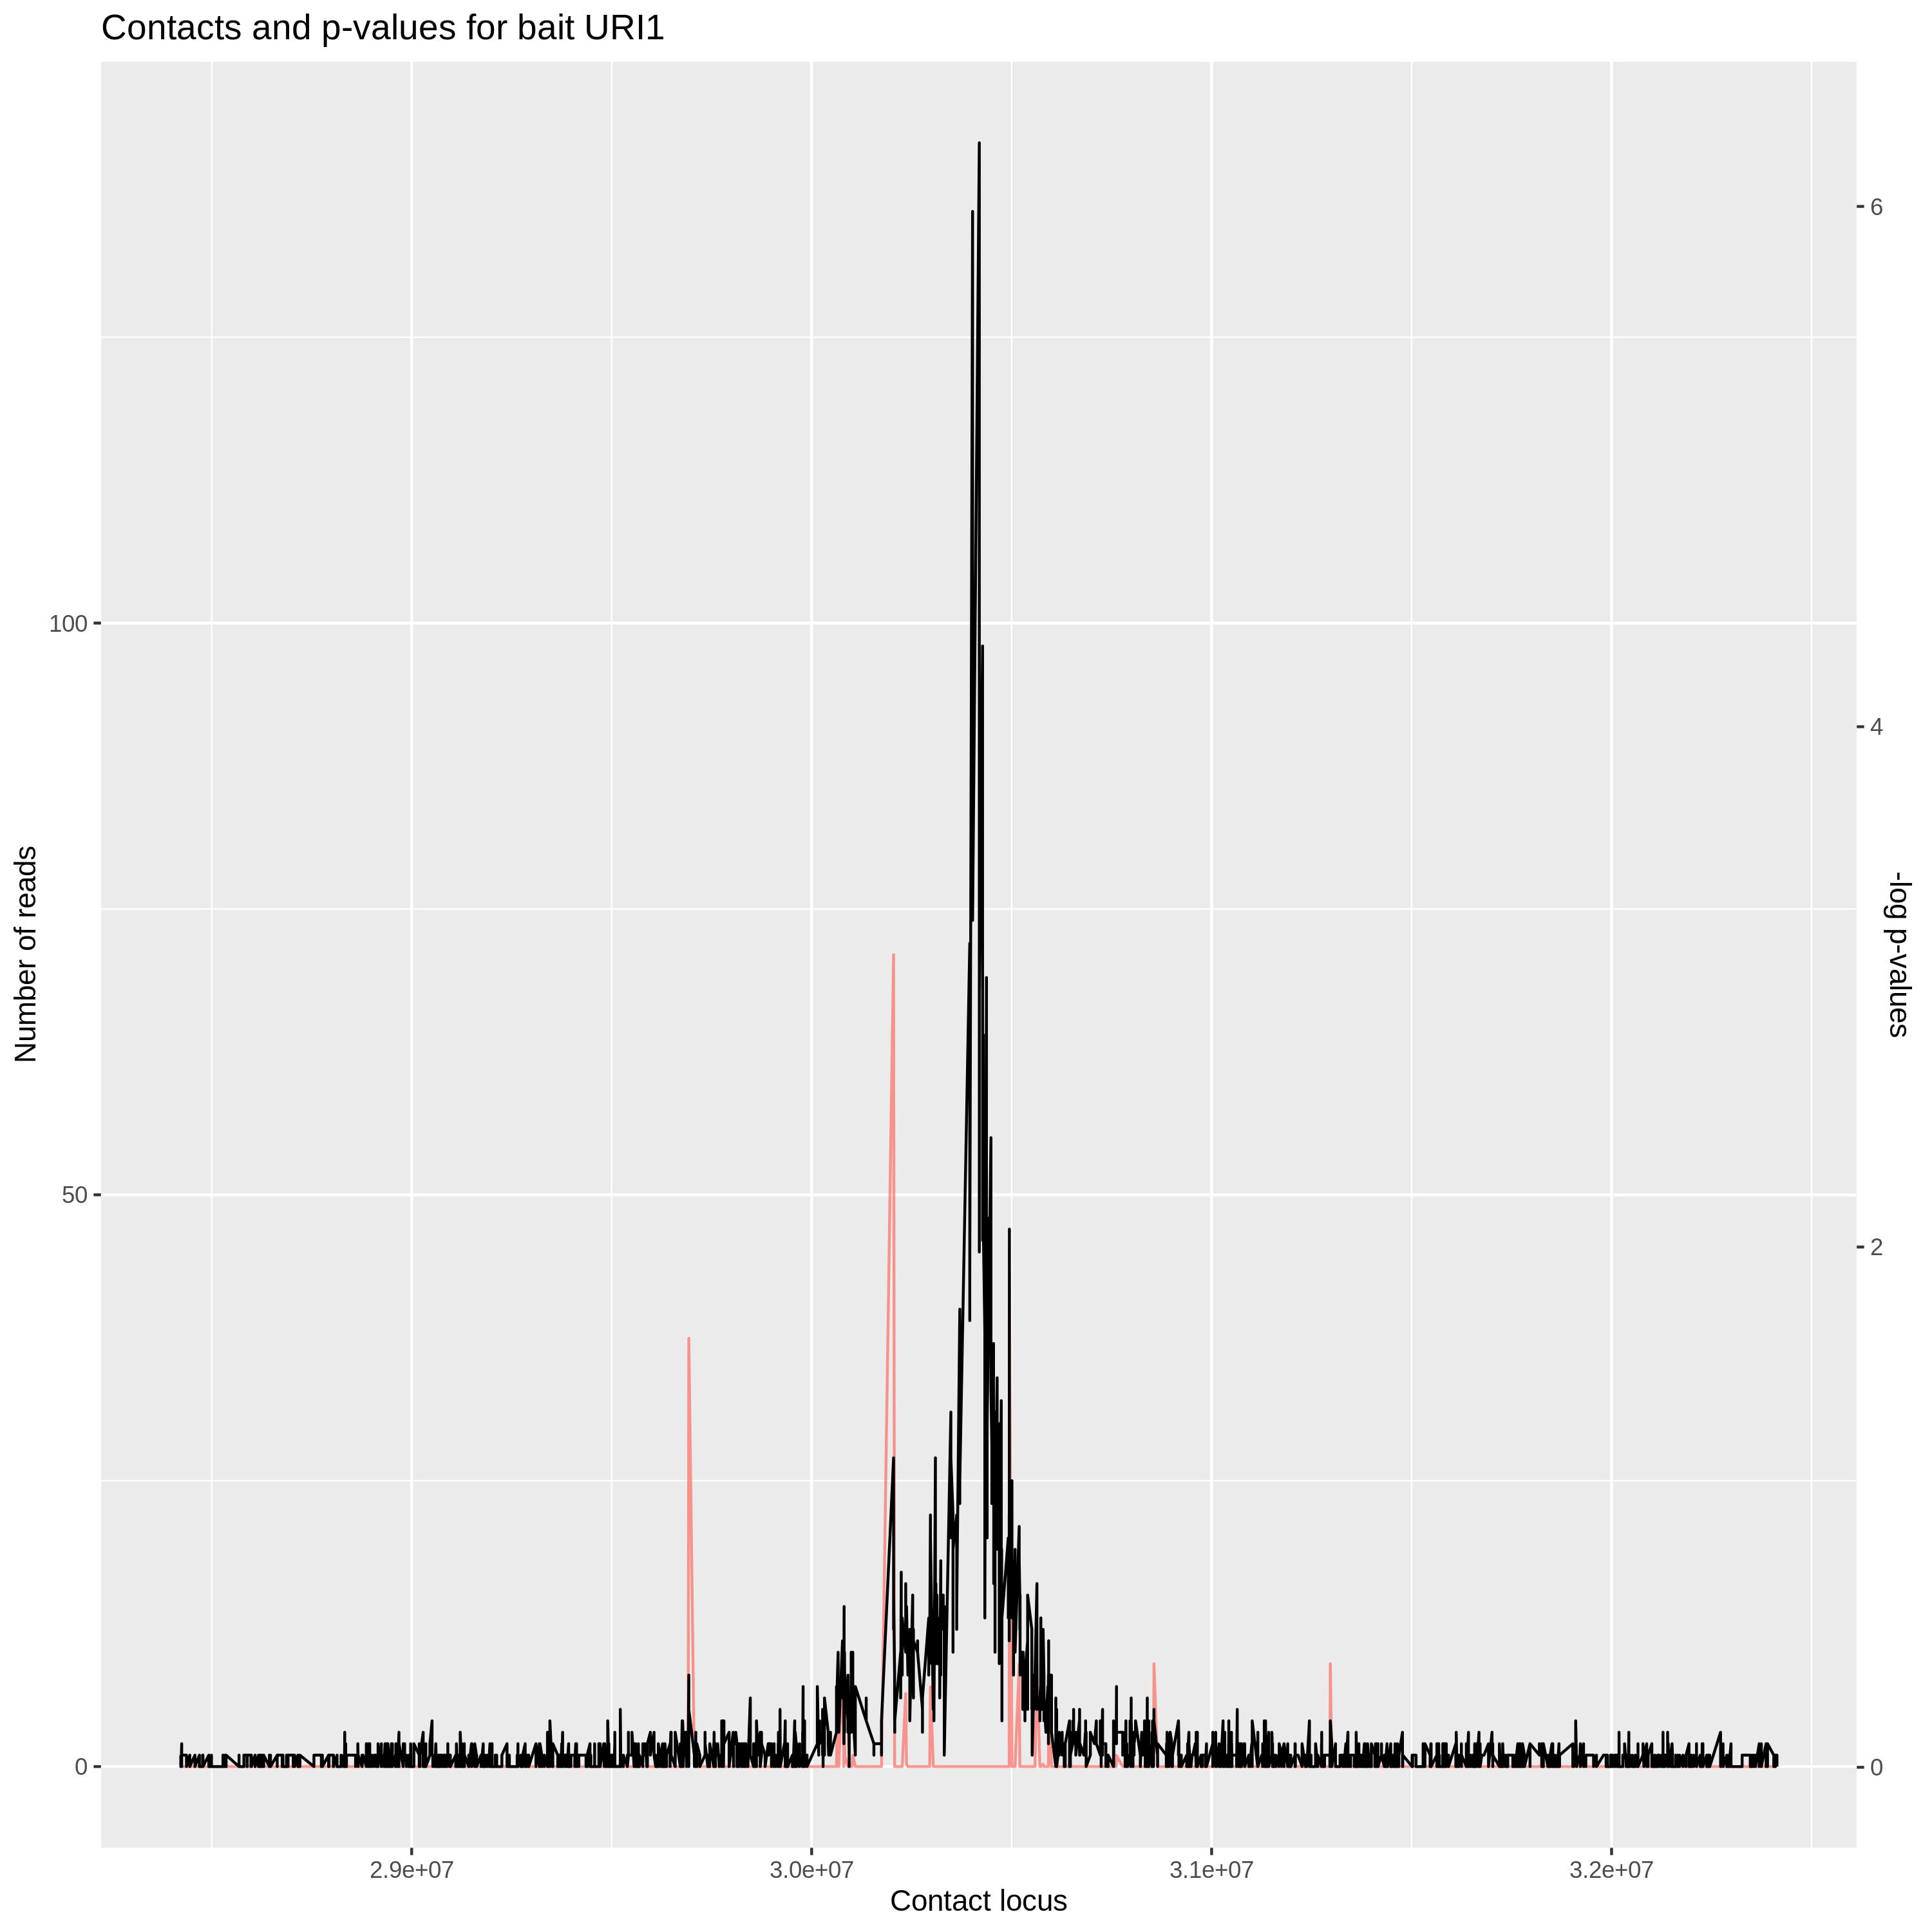 Contacts and p-values for bait URI1
6
100
4
Number of reads
-log p-values
50
2
0
0
2.9e+07
3.0e+07
3.1e+07
3.2e+07
Contact locus